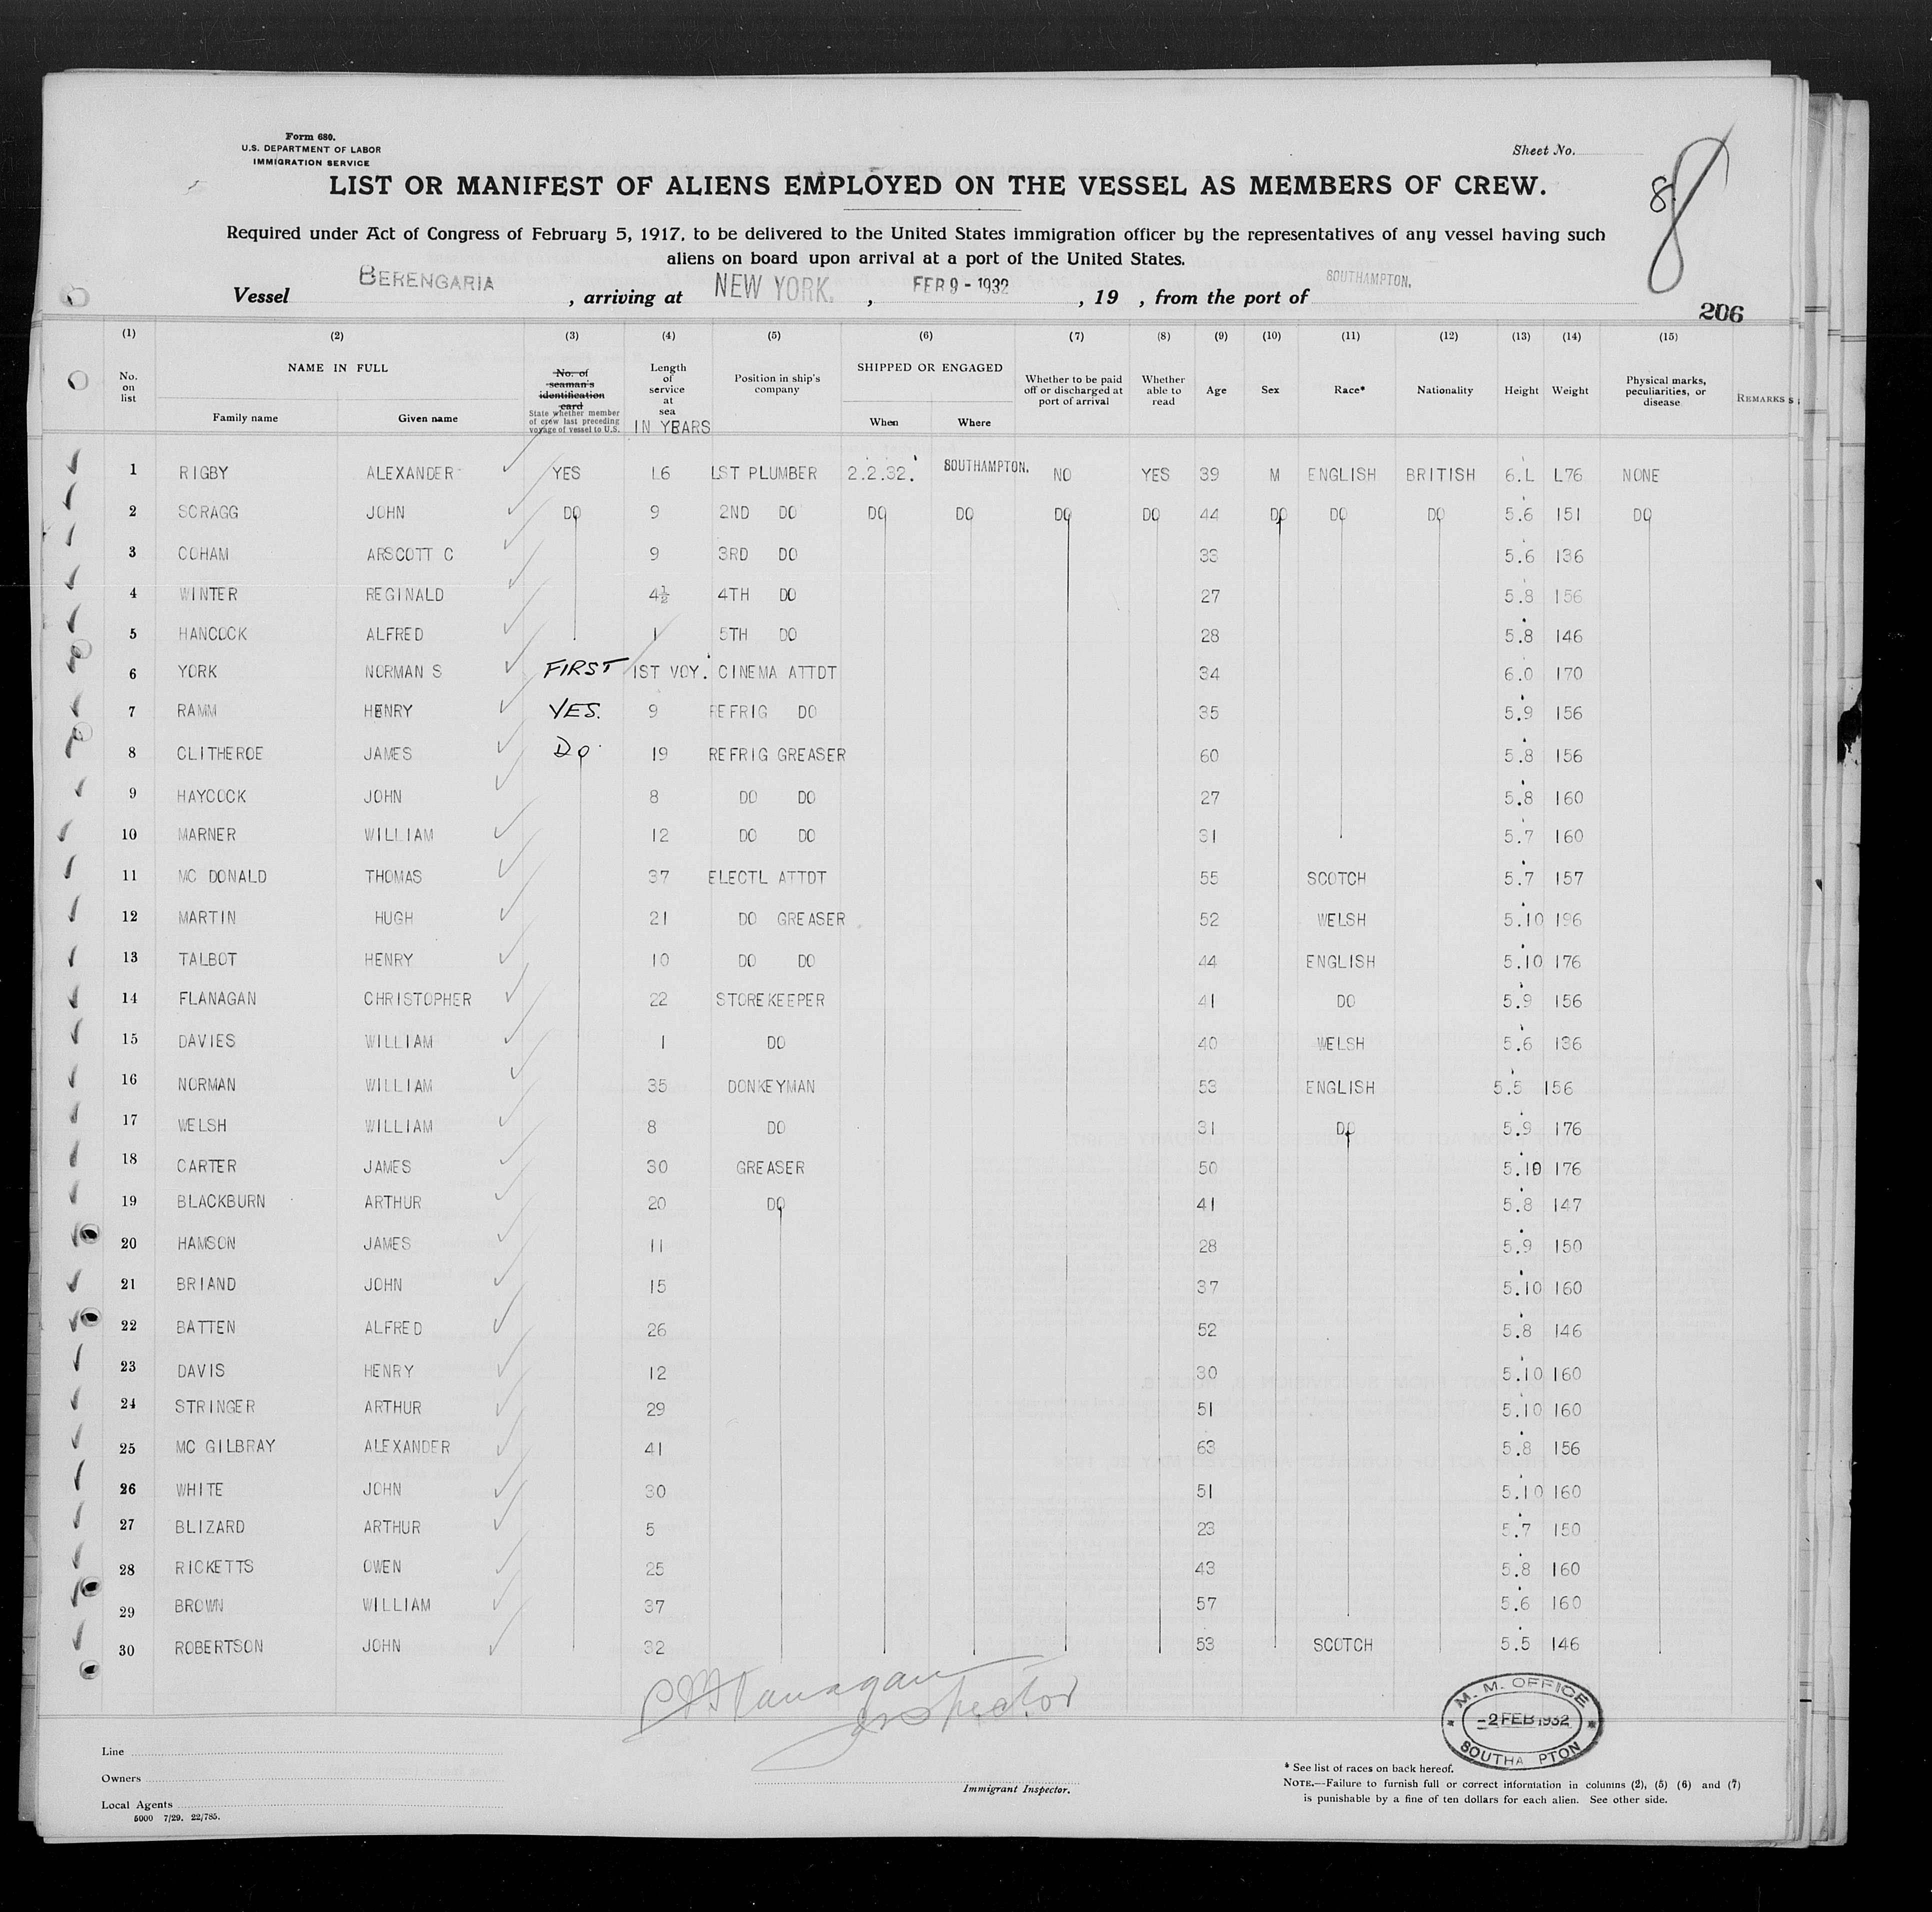 Form 680.
U.S. DEPARTMENT OF LABOR
IMMIGRATION SERVICE
Sheet No.
8
8
LIST OR MANIFEST OF ALIENS EMPLOYED ON THE VESSEL AS MEMBERS OF CREW.
Required under Act of Congress of February 5, 1917, to be delivered to the United States immigration officer by the representatives of any vessel having such
aliens on board upon arrival at a port of the United States.
Vessel BERENGARIA, arriving at NEW YORK, FEB 9 - 1932, 19 , from the port of SOUTHAMPTON.
206
(1) (2) (3) (4) (5) (6) (7) (8) (9) (10) (11) (12) (13) (14) (15)
No. on list
NAME IN FULL
Family name Given name
No. of seaman's identification card
State whether member of crew last preceding voyage of vessel to U.S.
Length of service at sea
IN YEARS
Position in ship's company
SHIPPED OR ENGAGED
When Where
Whether to be paid off or discharged at port of arrival
Whether able to read
Age
Sex
Race*
Nationality
Height
Weight
Physical marks, peculiarities, or disease
REMARKS
1 RIGBY ALEXANDER YES L6 LST PLUMBER 2.2.32. SOUTHAMPTON. NO YES 39 M ENGLISH BRITISH 6.L L76 NONE
2 SCRAGG JOHN DO 9 2ND DO DO DO DO DO 44 DO DO DO 5.6 151 DO
3 COHAM ARSCOTT C 9 3RD DO 33 5.6 136
4 WINTER REGINALD 4½ 4TH DO 27 5.8 156
5 HANCOCK ALFRED 1 5TH DO 28 5.8 146
6 YORK NORMAN S FIRST 1ST VOY. CINEMA ATTDT 34 6.0 170
7 RAMM HENRY YES. 9 REFRIG DO 35 5.9 156
8 CLITHEROE JAMES Do 19 REFRIG GREASER 60 5.8 156
9 HAYCOCK JOHN 8 DO DO 27 5.8 160
10 MARNER WILLIAM 12 DO DO 31 5.7 160
11 MC DONALD THOMAS 37 ELECTL ATTDT 55 SCOTCH 5.7 157
12 MARTIN HUGH 21 DO GREASER 52 WELSH 5.10 196
13 TALBOT HENRY 10 DO DO 44 ENGLISH 5.10 176
14 FLANAGAN CHRISTOPHER 22 STOREKEEPER 41 DO 5.9 156
15 DAVIES WILLIAM 1 DO 40 WELSH 5.6 136
16 NORMAN WILLIAM 35 DONKEYMAN 53 ENGLISH 5.5 156
17 WELSH WILLIAM 8 DO 31 DO 5.9 176
18 CARTER JAMES 30 GREASER 50 5.10 176
19 BLACKBURN ARTHUR 20 DO 41 5.8 147
20 HAMSON JAMES 11 28 5.9 150
21 BRIAND JOHN 15 37 5.10 160
22 BATTEN ALFRED 26 52 5.8 146
23 DAVIS HENRY 12 30 5.10 160
24 STRINGER ARTHUR 29 51 5.10 160
25 MC GILBRAY ALEXANDER 41 63 5.8 156
26 WHITE JOHN 30 51 5.10 160
27 BLIZARD ARTHUR 5 23 5.7 150
28 RICKETTS OWEN 25 43 5.8 160
29 BROWN WILLIAM 37 57 5.6 160
30 ROBERTSON JOHN 32 53 SCOTCH 5.5 146
Flanagan
Inspector
M. M. OFFICE
-2 FEB 1932
SOUTHA PTON
Line
Owners
Local Agents
5000 7/29. 22/785.
Immigrant Inspector.
* See list of races on back hereof.
NOTE.—Failure to furnish full or correct information in columns (2), (5) (6) and (7)
is punishable by a fine of ten dollars for each alien. See other side.